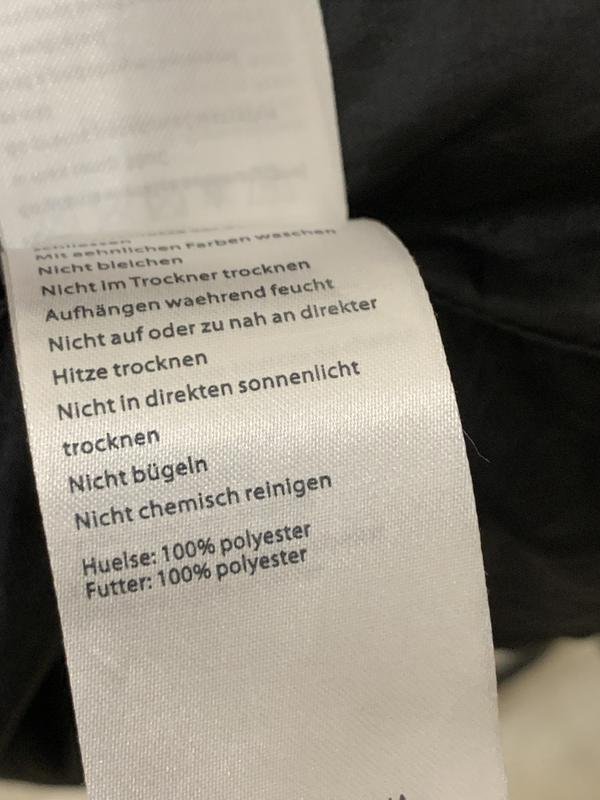 schliessen
Mit aehnlichen Farben waschen
Nicht bleichen
Nicht im Trockner trocknen
Aufhängen waehrend feucht
Nicht auf oder zu nah an direkter
Hitze trocknen
Nicht in direkten sonnenlicht
trocknen
Nicht bügeln
Nicht chemisch reinigen
Huelse: 100% polyester
Futter: 100% polyester